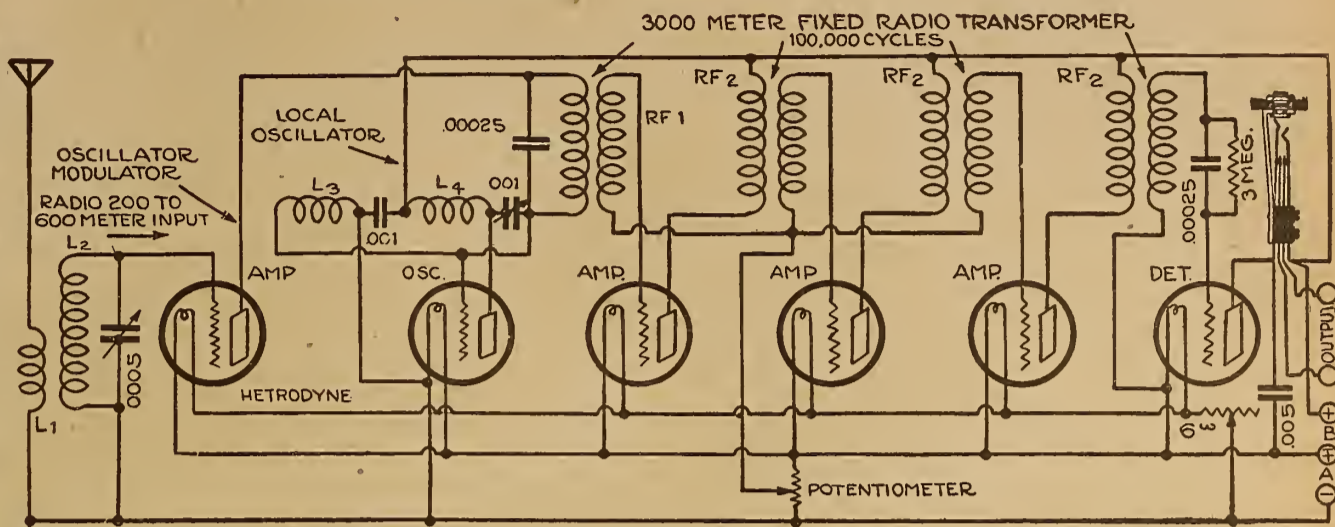 3000 METER FIXED RADIO TRANSFORMER
100,000 CYCLES
RF2
RF2
RF2
RF1
LOCAL
OSCILLATOR
.00025
OSCILLATOR
MODULATOR
RADIO 200 TO
600 METER INPUT
L3
L4
.001
.001
3 MEG.
.00025
L2
AMP
OSC.
AMP.
AMP
AMP.
DET.
.0005
OUTPUT
HETRODYNE
L1
6 ω
.005
+
B
+
A
-
POTENTIOMETER